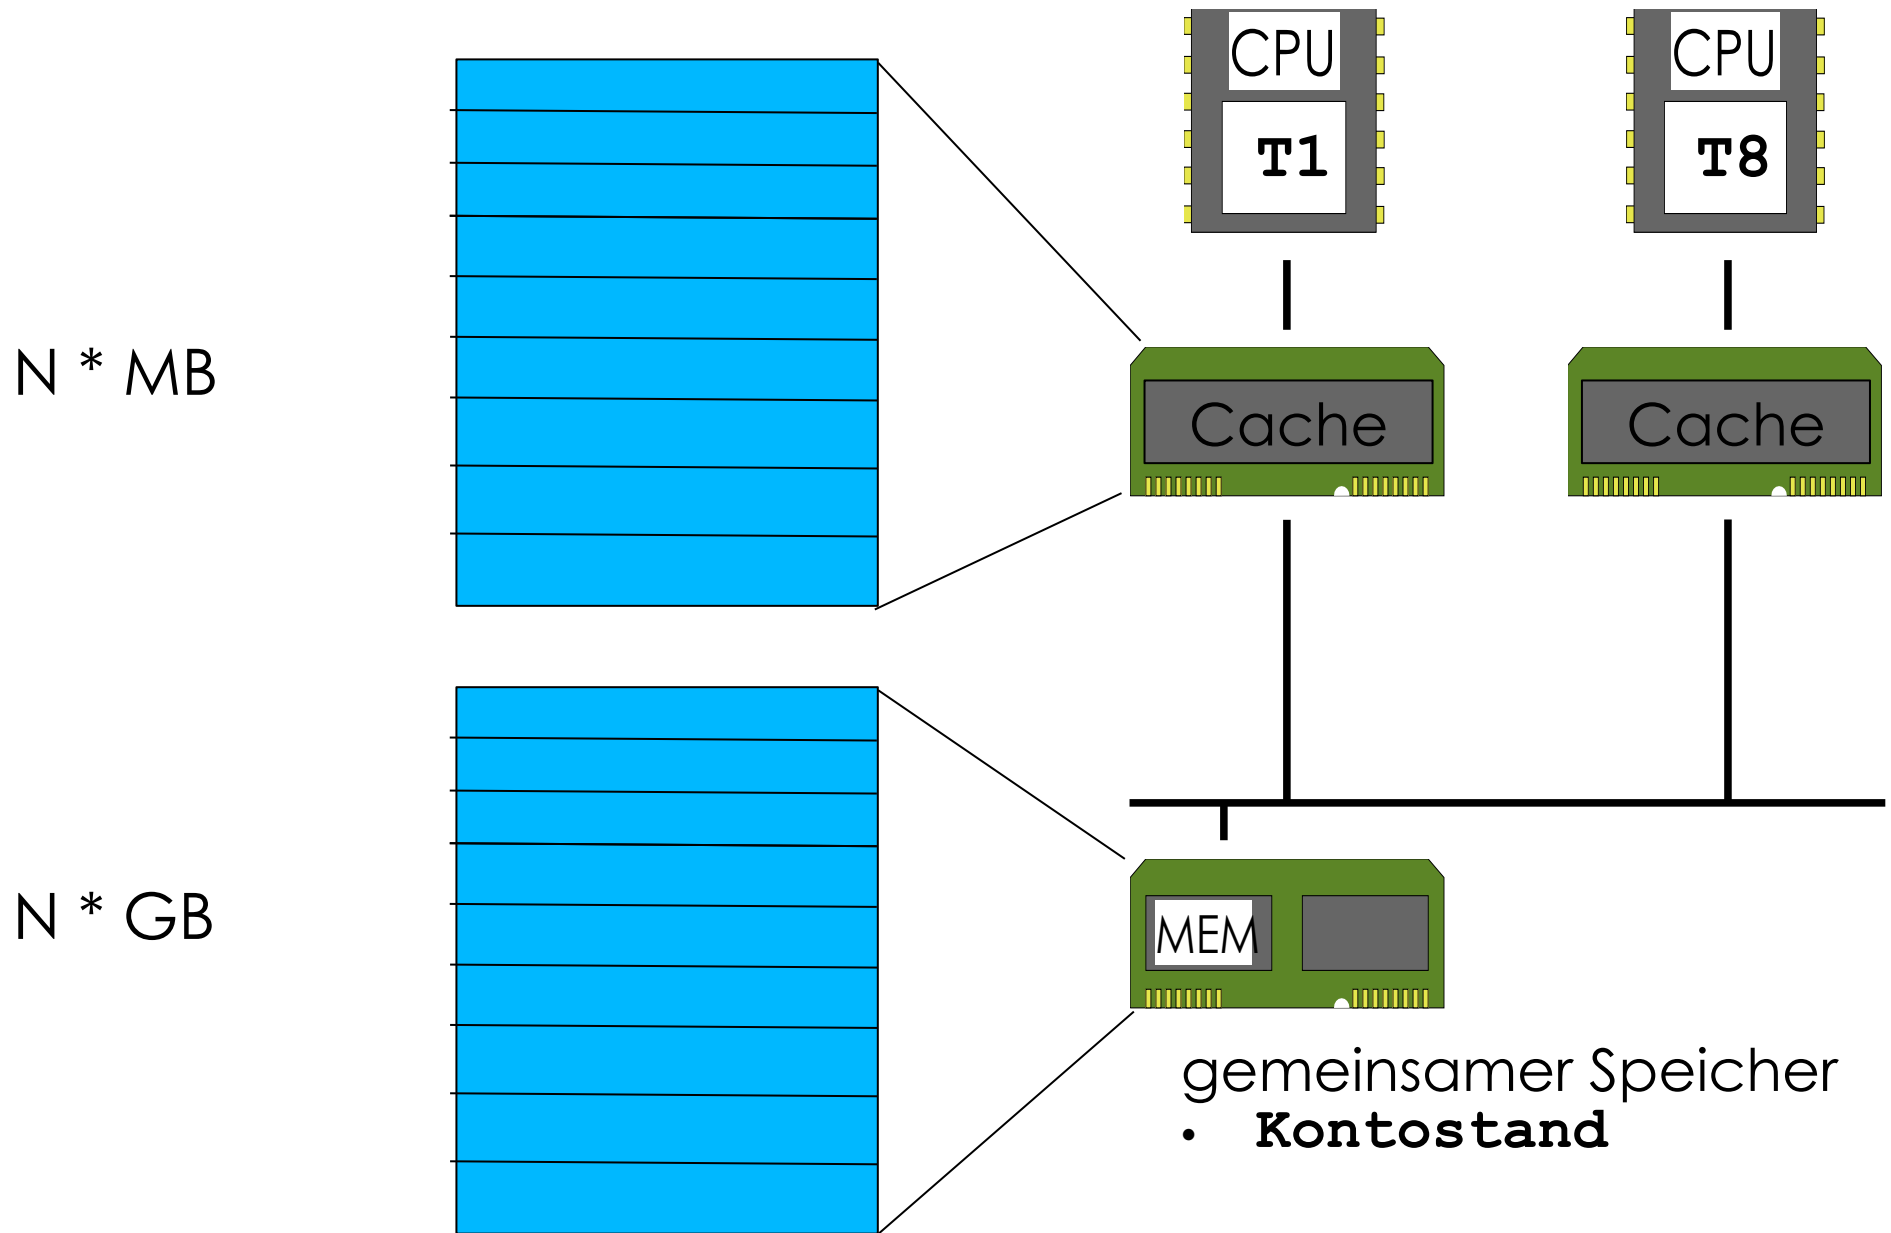 CPU
CPU
T1
T8
N * MB
Cache
Cache
N * GB
MEM
gemeinsamer Speicher
• Kontostand